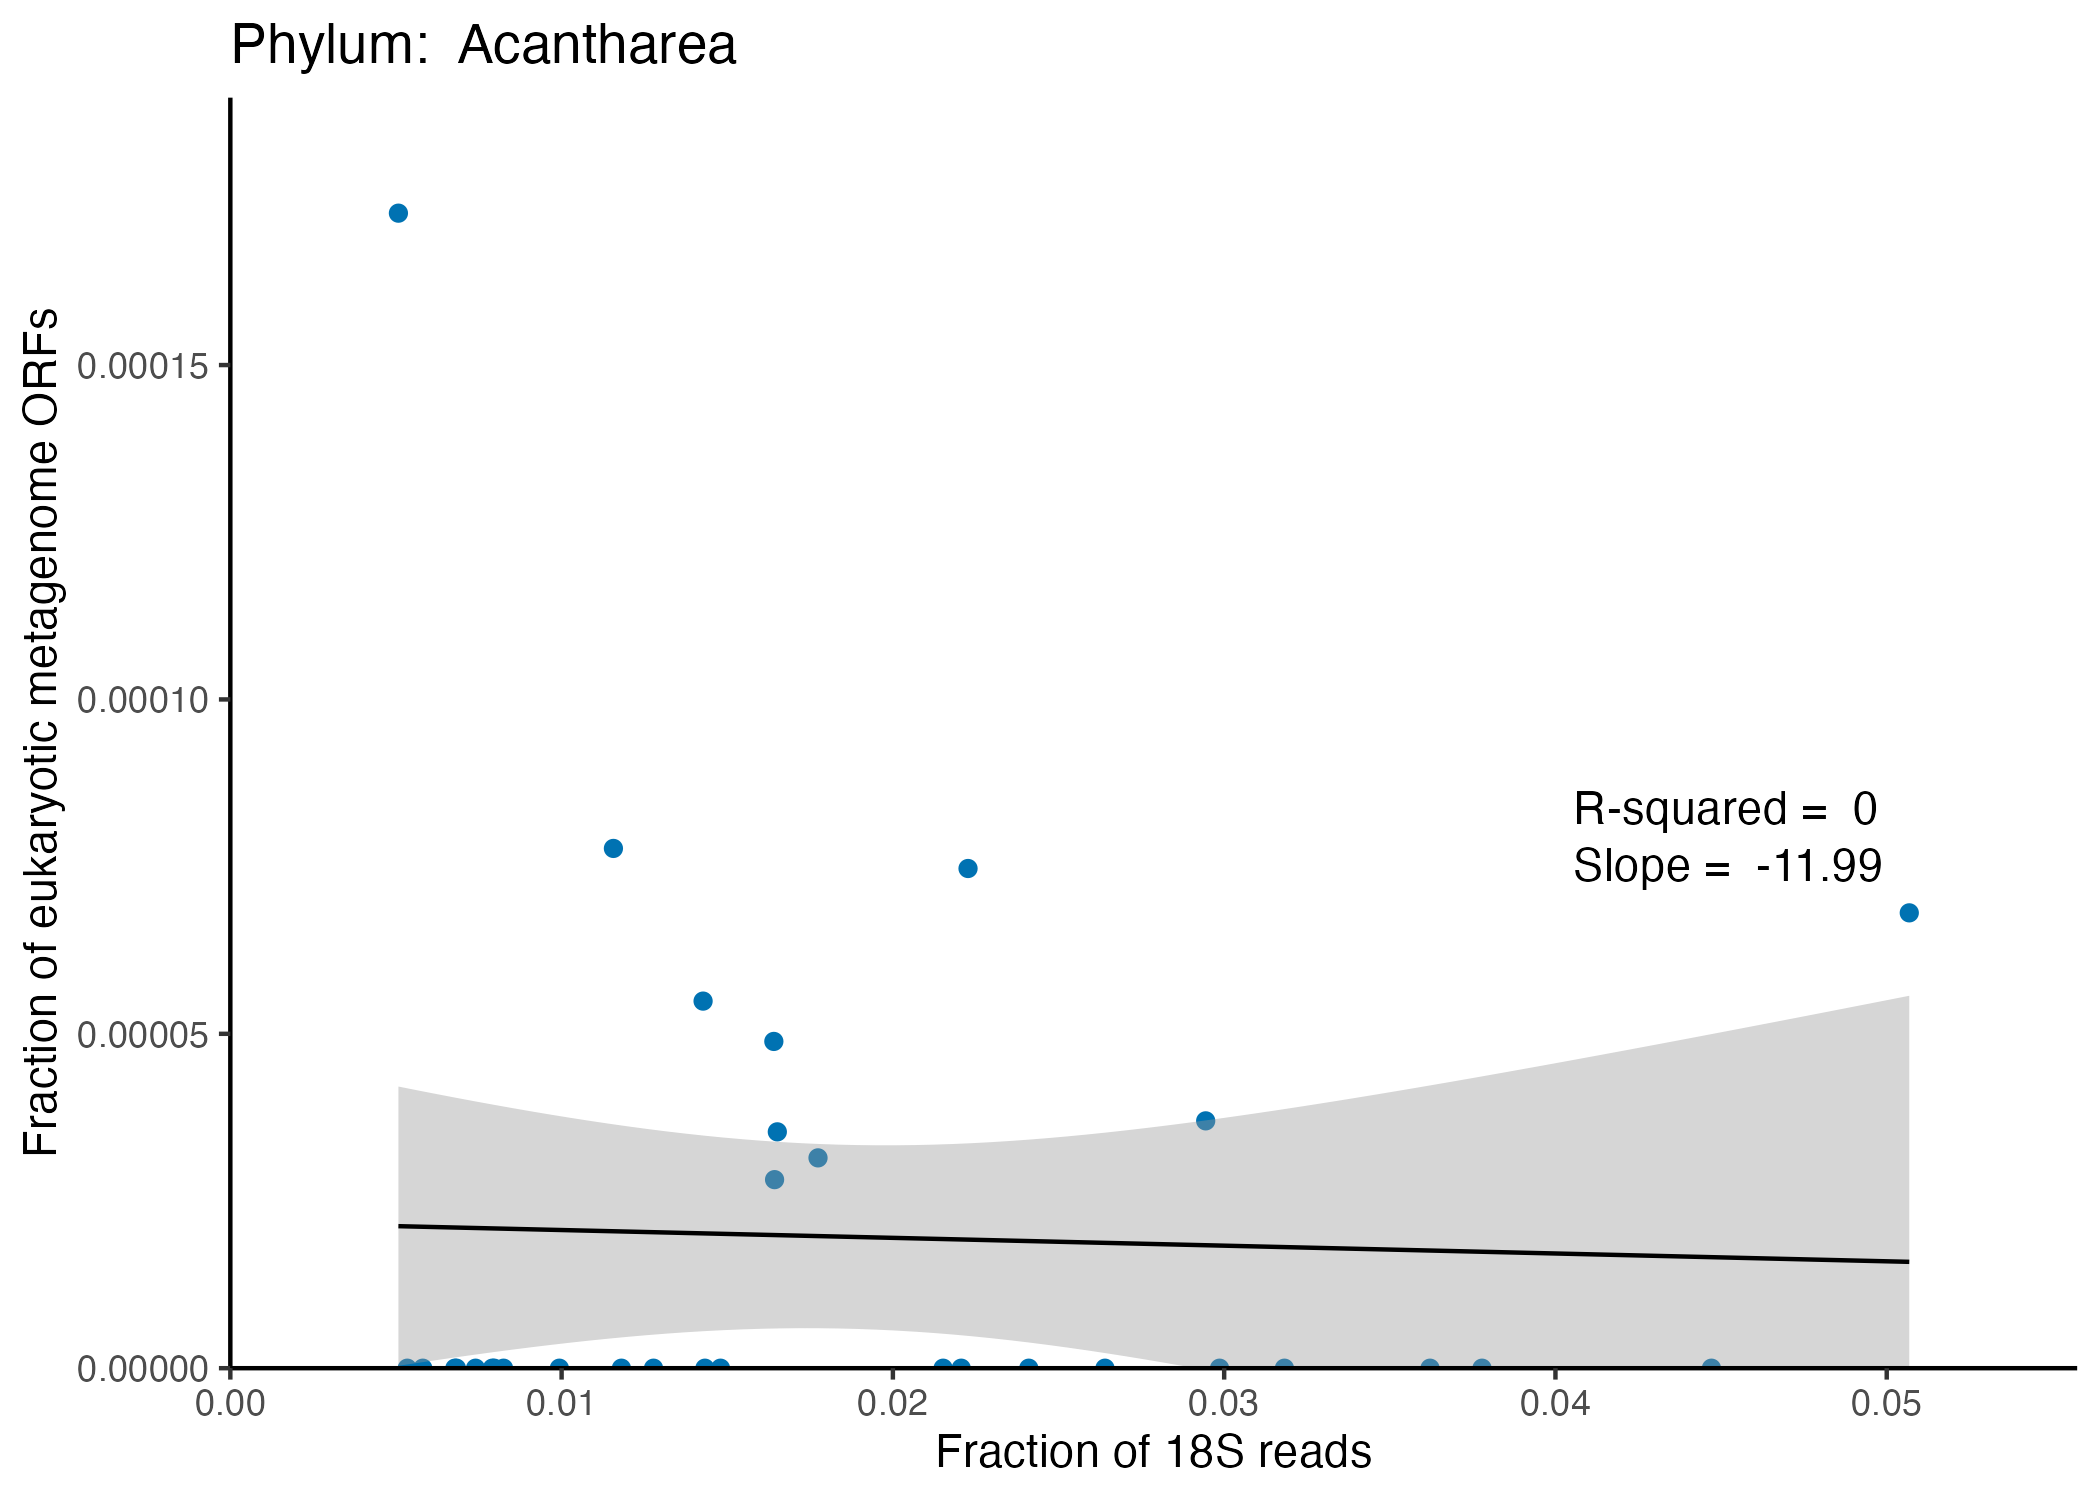 Phylum:  Acantharea
Fraction of eukaryotic metagenome ORFs
0.00015
0.00010
0.00005
0.00000
R-squared =  0
Slope =  -11.99
0.00 0.01 0.02 0.03 0.04 0.05
Fraction of 18S reads